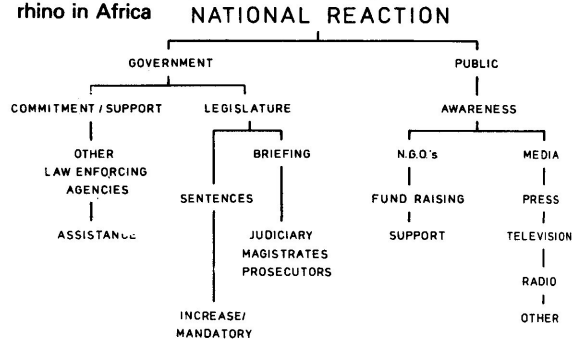 rhino in Africa
NATIONAL REACTION
GOVERNMENT
PUBLIC
COMMITMENT / SUPPORT
LEGISLATURE
AWARENESS
OTHER
LAW ENFORCING
AGENCIES
BRIEFING
N.G.O.'s
MEDIA
SENTENCES
FUND RAISING
PRESS
ASSISTANCE
JUDICIARY
MAGISTRATES
PROSECUTORS
SUPPORT
TELEVISION
RADIO
INCREASE/
MANDATORY
OTHER